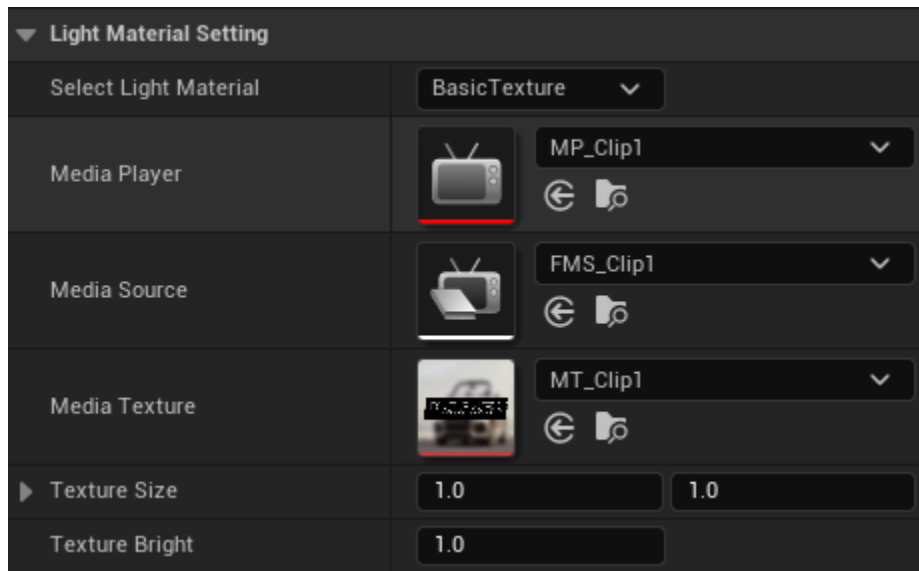 Light Material Setting
Select Light Material BasicTexture
Media Player MP_Clip1
Media Source FMS_Clip1
Media Texture MT_Clip1
Texture Size 1.0 1.0
Texture Bright 1.0